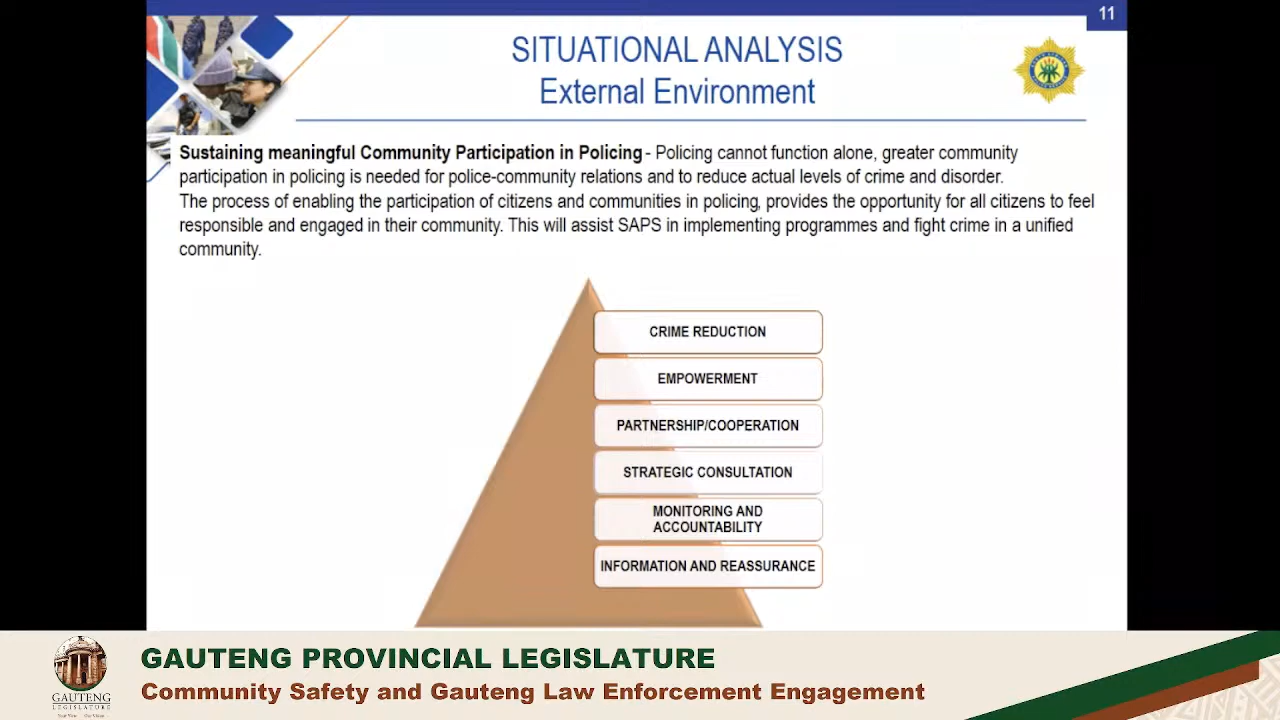 11
SITUATIONAL ANALYSIS
External Environment
Sustaining meaningful Community Participation in Policing - Policing cannot function alone, greater community
participation in policing is needed for police-community relations and to reduce actual levels of crime and disorder.
The process of enabling the participation of citizens and communities in policing, provides the opportunity for all citizens to feel
responsible and engaged in their community. This will assist SAPS in implementing programmes and fight crime in a unified
community.
CRIME REDUCTION
EMPOWERMENT
PARTNERSHIP/COOPERATION
STRATEGIC CONSULTATION
MONITORING AND
ACCOUNTABILITY
INFORMATION AND REASSURANCE
GAUTENG PROVINCIAL LEGISLATURE
Community Safety and Gauteng Law Enforcement Engagement
GAUTENG
LEGISLATURE